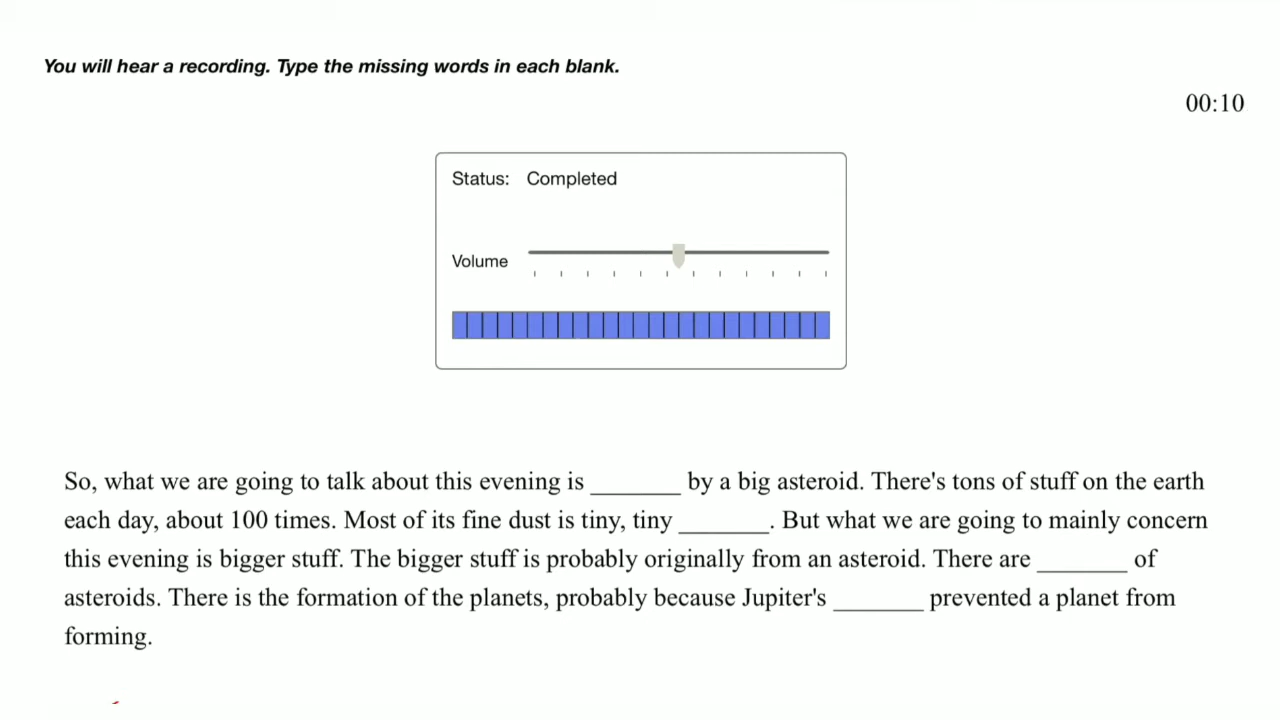 You will hear a recording. Type the missing words in each blank.
00:10
Status: Completed
Volume
So, what we are going to talk about this evening is _______ by a big asteroid. There's tons of stuff on the earth
each day, about 100 times. Most of its fine dust is tiny, tiny _______. But what we are going to mainly concern
this evening is bigger stuff. The bigger stuff is probably originally from an asteroid. There are _______ of
asteroids. There is the formation of the planets, probably because Jupiter's _______ prevented a planet from
forming.